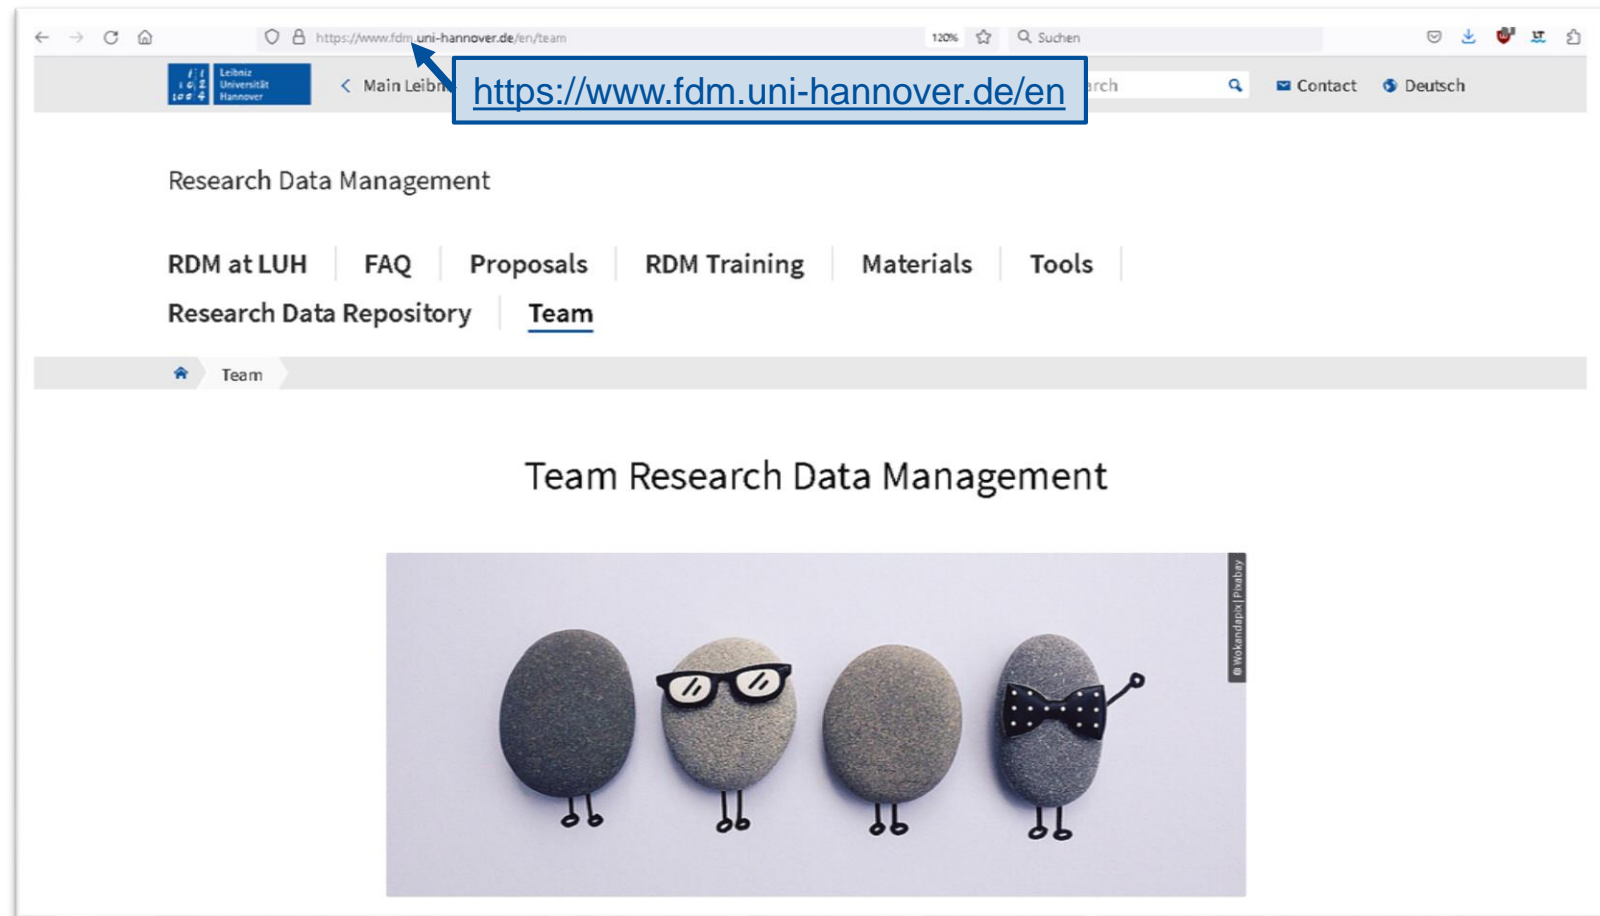 https://www.fdm.uni-hannover.de/en/team
120%
Suchen
Leibniz
Universität
Hannover
Main Leibn
https://www.fdm.uni-hannover.de/en
arch
Contact
Deutsch
Research Data Management
RDM at LUH
FAQ
Proposals
RDM Training
Materials
Tools
Research Data Repository
Team
Team
Team Research Data Management
© Wokandapix | Pixabay